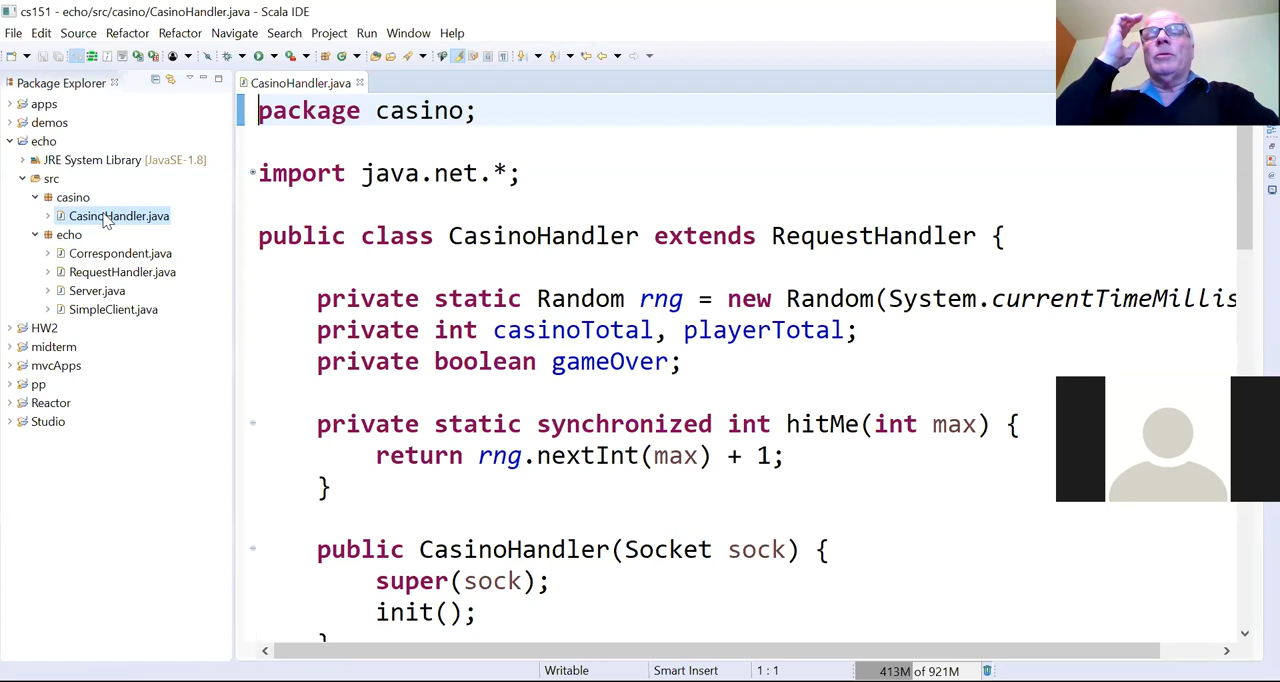 cs151 - echo/src/casino/CasinoHandler.java - Scala IDE
File Edit Source Refactor Refactor Navigate Search Project Run Window Help
Package Explorer
CasinoHandler.java
apps
demos
echo
JRE System Library [JavaSE-1.8]
src
casino
CasinoHandler.java
echo
Correspondent.java
RequestHandler.java
Server.java
SimpleClient.java
HW2
midterm
mvcApps
pp
Reactor
Studio
package casino;
import java.net.*;
public class CasinoHandler extends RequestHandler {
private static Random rng = new Random(System.currentTimeMillis
private int casinoTotal, playerTotal;
private boolean gameOver;
private static synchronized int hitMe(int max) {
return rng.nextInt(max) + 1;
}
public CasinoHandler(Socket sock) {
super(sock);
init();
}
Writable Smart Insert 1 : 1 413M of 921M